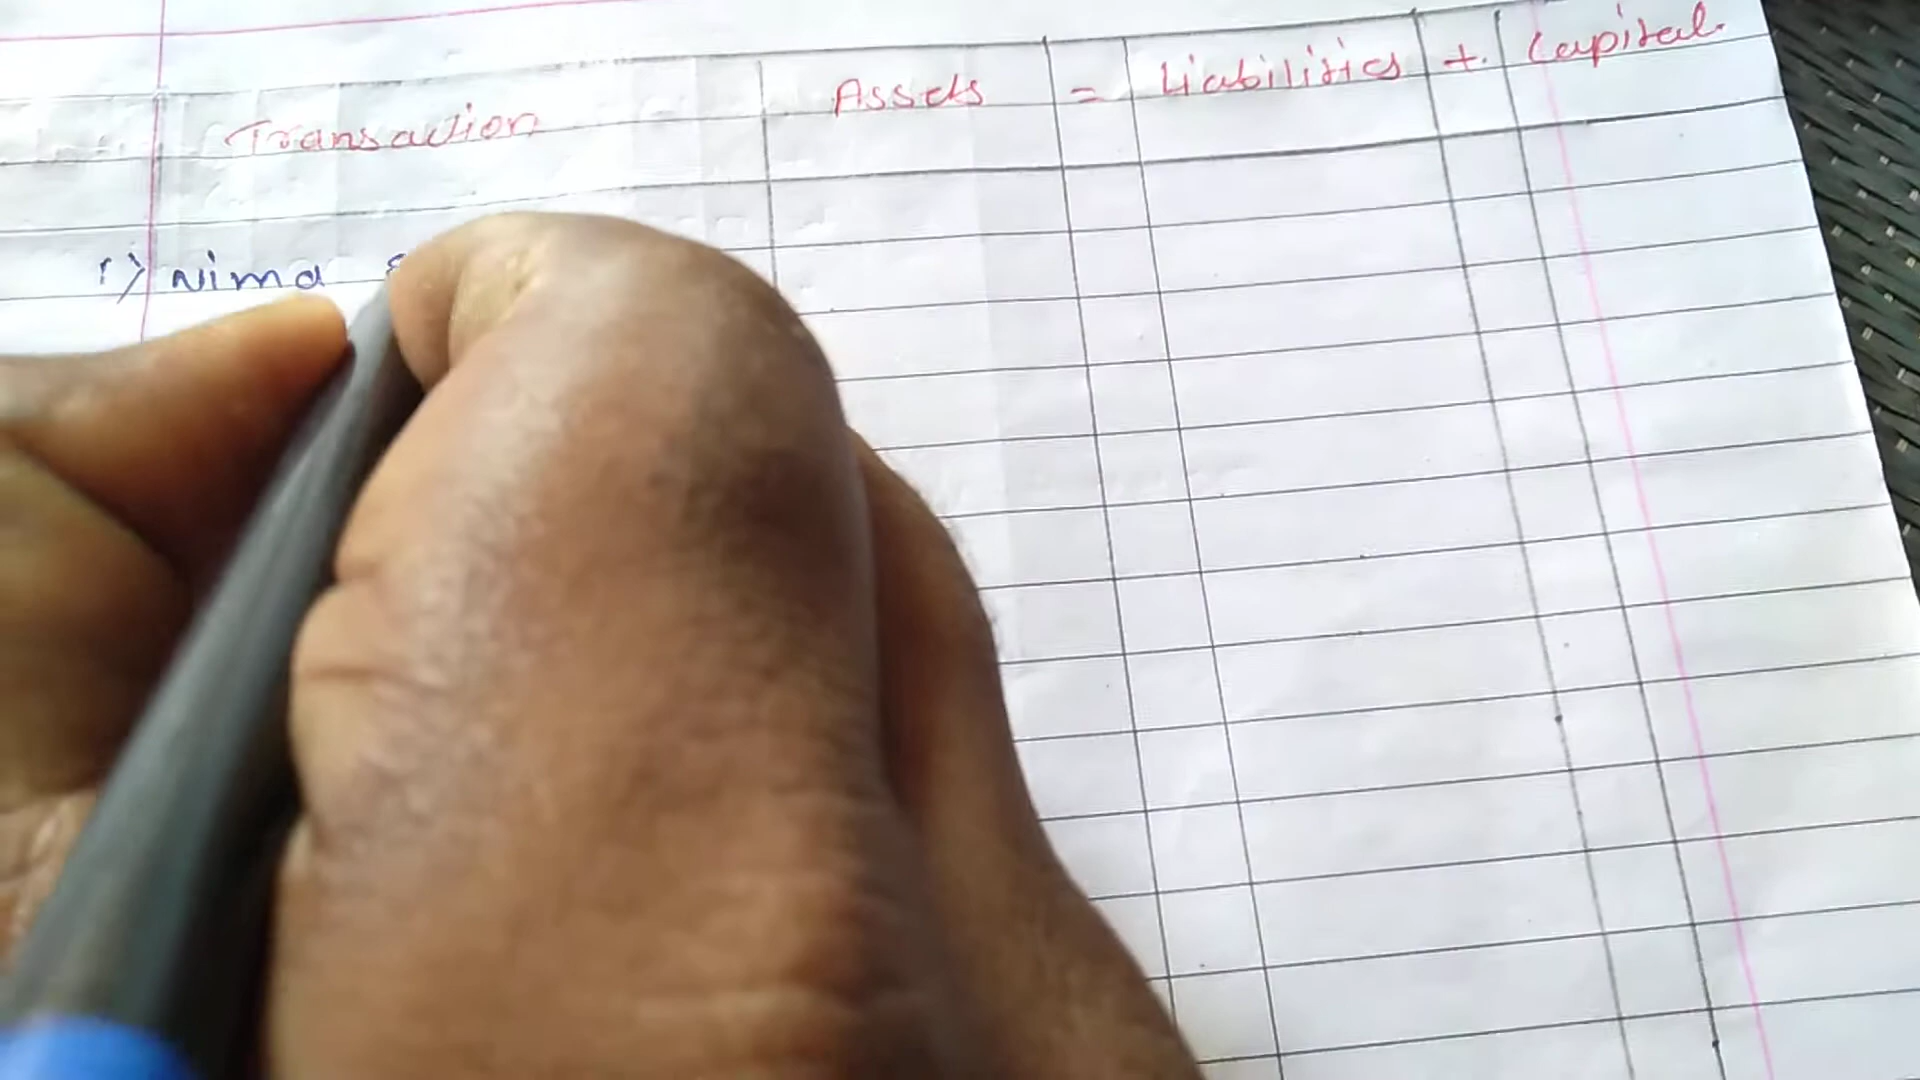 Transaction Assets = Liabilities + Capital.
1) Nima s